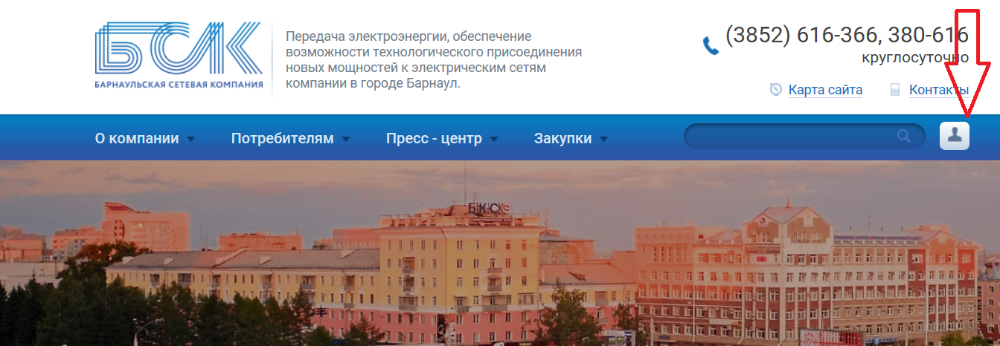 БСК
БАРНАУЛЬСКАЯ СЕТЕВАЯ КОМПАНИЯ
Передача электроэнергии, обеспечение
возможности технологического присоединения
новых мощностей к электрическим сетям
компании в городе Барнаул.
(3852) 616-366, 380-616
круглосуточно
Карта сайта
Контакты
О компании
Потребителям
Пресс - центр
Закупки
БКС